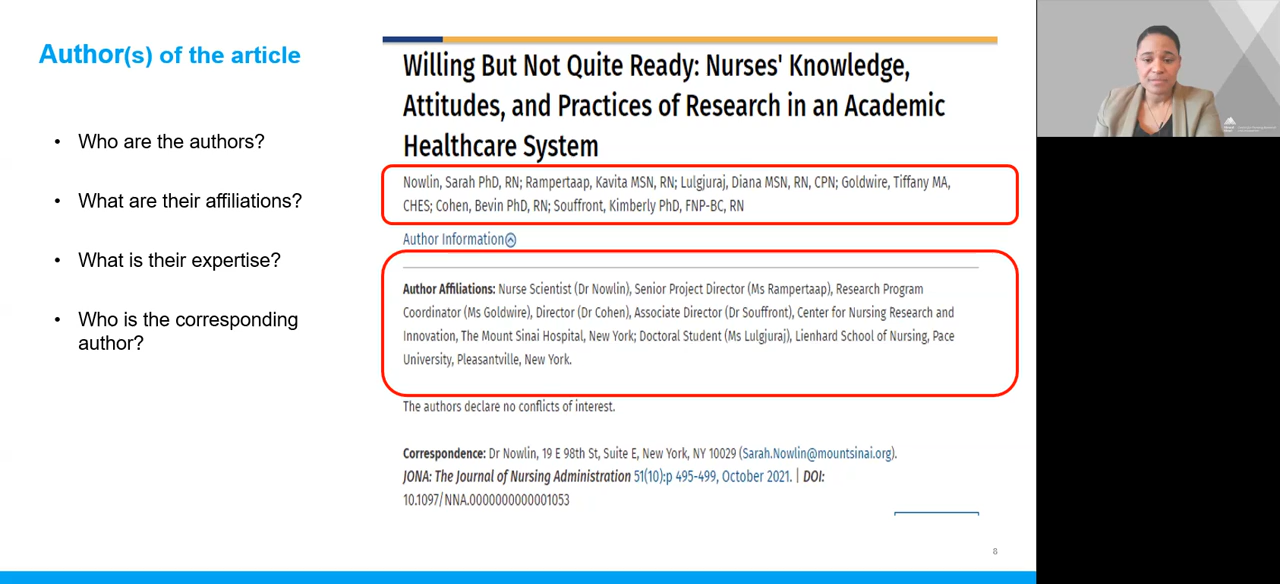 Author(s) of the article
• Who are the authors?
• What are their affiliations?
• What is their expertise?
• Who is the corresponding
author?
Willing But Not Quite Ready: Nurses' Knowledge,
Attitudes, and Practices of Research in an Academic
Healthcare System
Nowlin, Sarah PhD, RN; Rampertaap, Kavita MSN, RN; Lulgjuraj, Diana MSN, RN, CPN; Goldwire, Tiffany MA,
CHES; Cohen, Bevin PhD, RN; Souffront, Kimberly PhD, FNP-BC, RN
Author Information
Author Affiliations: Nurse Scientist (Dr Nowlin), Senior Project Director (Ms Rampertaap), Research Program
Coordinator (Ms Goldwire), Director (Dr Cohen), Associate Director (Dr Souffront), Center for Nursing Research and
Innovation, The Mount Sinai Hospital, New York; Doctoral Student (Ms Lulgjuraj), Lienhard School of Nursing, Pace
University, Pleasantville, New York.
The authors declare no conflicts of interest.
Correspondence: Dr Nowlin, 19 E 98th St, Suite E, New York, NY 10029 (Sarah.Nowlin@mountsinai.org).
JONA: The Journal of Nursing Administration 51(10):p 495-499, October 2021. | DOI:
10.1097/NNA.0000000000001053
8